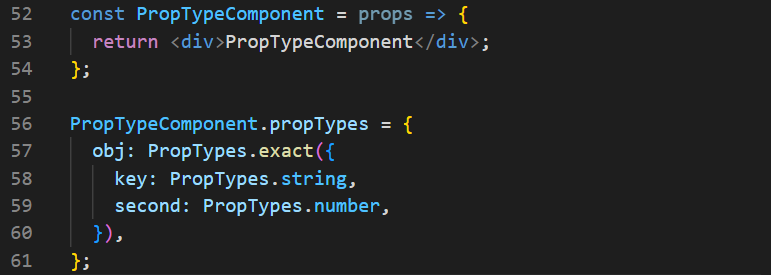 52 const PropTypeComponent = props => {
53   return <div>PropTypeComponent</div>;
54 };
55
56 PropTypeComponent.propTypes = {
57   obj: PropTypes.exact({
58     key: PropTypes.string,
59     second: PropTypes.number,
60   }),
61 };